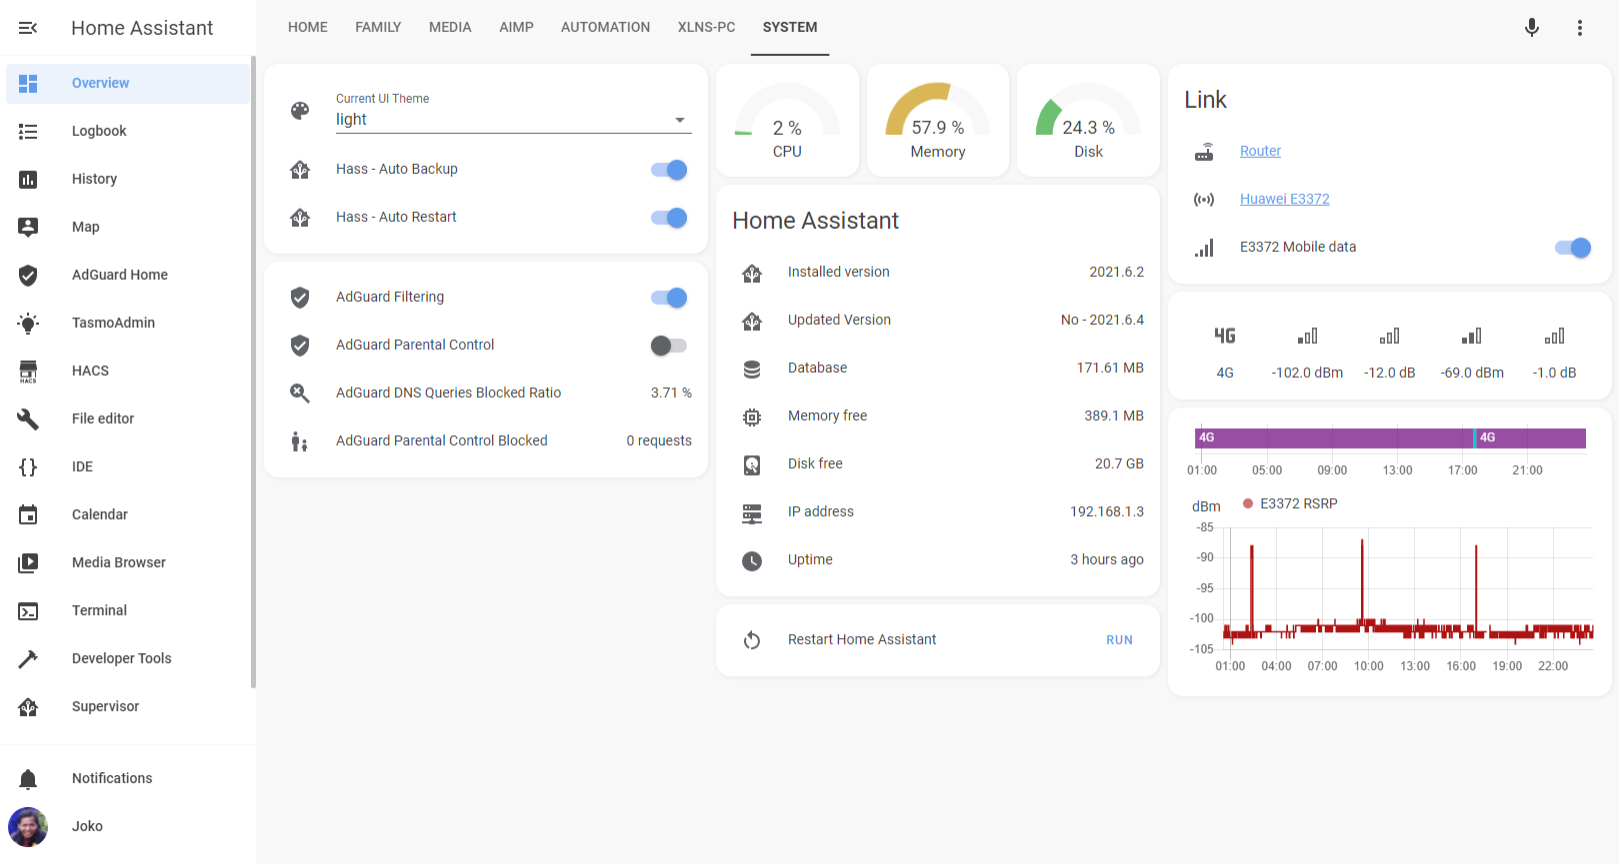 Home Assistant
Overview
Logbook
History
Map
AdGuard Home
TasmoAdmin
HACS
HACS
File editor
IDE
Calendar
Media Browser
Terminal
Developer Tools
Supervisor
Notifications
Joko
HOME FAMILY MEDIA AIMP AUTOMATION XLNS-PC SYSTEM
Current UI Theme
light
Hass - Auto Backup
Hass - Auto Restart
AdGuard Filtering
AdGuard Parental Control
AdGuard DNS Queries Blocked Ratio 3.71 %
AdGuard Parental Control Blocked 0 requests
2 %
CPU
57.9 %
Memory
24.3 %
Disk
Home Assistant
Installed version 2021.6.2
Updated Version No - 2021.6.4
Database 171.61 MB
Memory free 389.1 MB
Disk free 20.7 GB
IP address 192.168.1.3
Uptime 3 hours ago
Restart Home Assistant RUN
Link
Router
Huawei E3372
E3372 Mobile data
4G
4G -102.0 dBm -12.0 dB -69.0 dBm -1.0 dB
4G 4G
01:00 05:00 09:00 13:00 17:00 21:00
dBm E3372 RSRP
-85
-90
-95
-100
-105
01:00 04:00 07:00 10:00 13:00 16:00 19:00 22:00